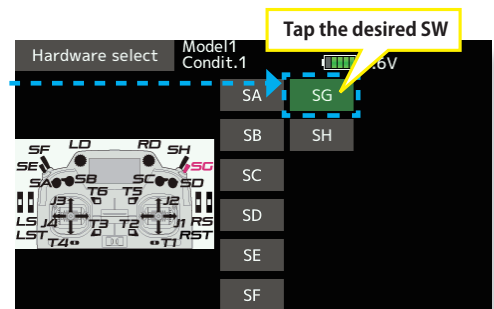 Tap the desired SW
Hardware select
Model1
Condit.1
.6V
SA
SG
SB
SH
SC
SD
SE
SF
SF LD RD SH
SE SG
SA SB SC SD
T6 T5
J3 J2
LS J4 T3 T2 J1 RS
LST T4 T1 RST